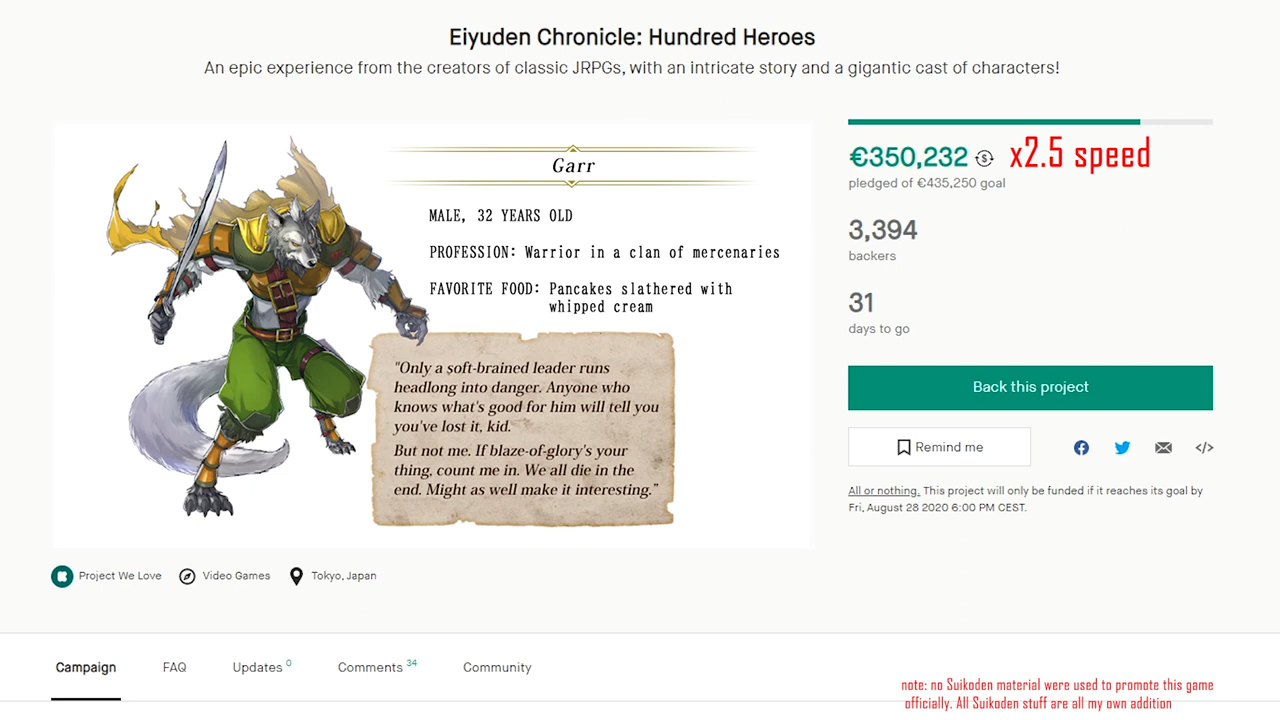 Eiyuden Chronicle: Hundred Heroes
An epic experience from the creators of classic JRPGs, with an intricate story and a gigantic cast of characters!
Garr
MALE, 32 YEARS OLD
PROFESSION: Warrior in a clan of mercenaries
FAVORITE FOOD: Pancakes slathered with
whipped cream
"Only a soft-brained leader runs
headlong into danger. Anyone who
knows what's good for him will tell you
you've lost it, kid.
But not me. If blaze-of-glory's your
thing, count me in. We all die in the
end. Might as well make it interesting."
€350,232 x2.5 speed
pledged of €435,250 goal
3,394
backers
31
days to go
Back this project
Remind me
All or nothing. This project will only be funded if it reaches its goal by
Fri, August 28 2020 6:00 PM CEST.
Project We Love Video Games Tokyo, Japan
Campaign FAQ Updates 0 Comments 34 Community
note: no Suikoden material were used to promote this game
officially. All Suikoden stuff are all my own addition